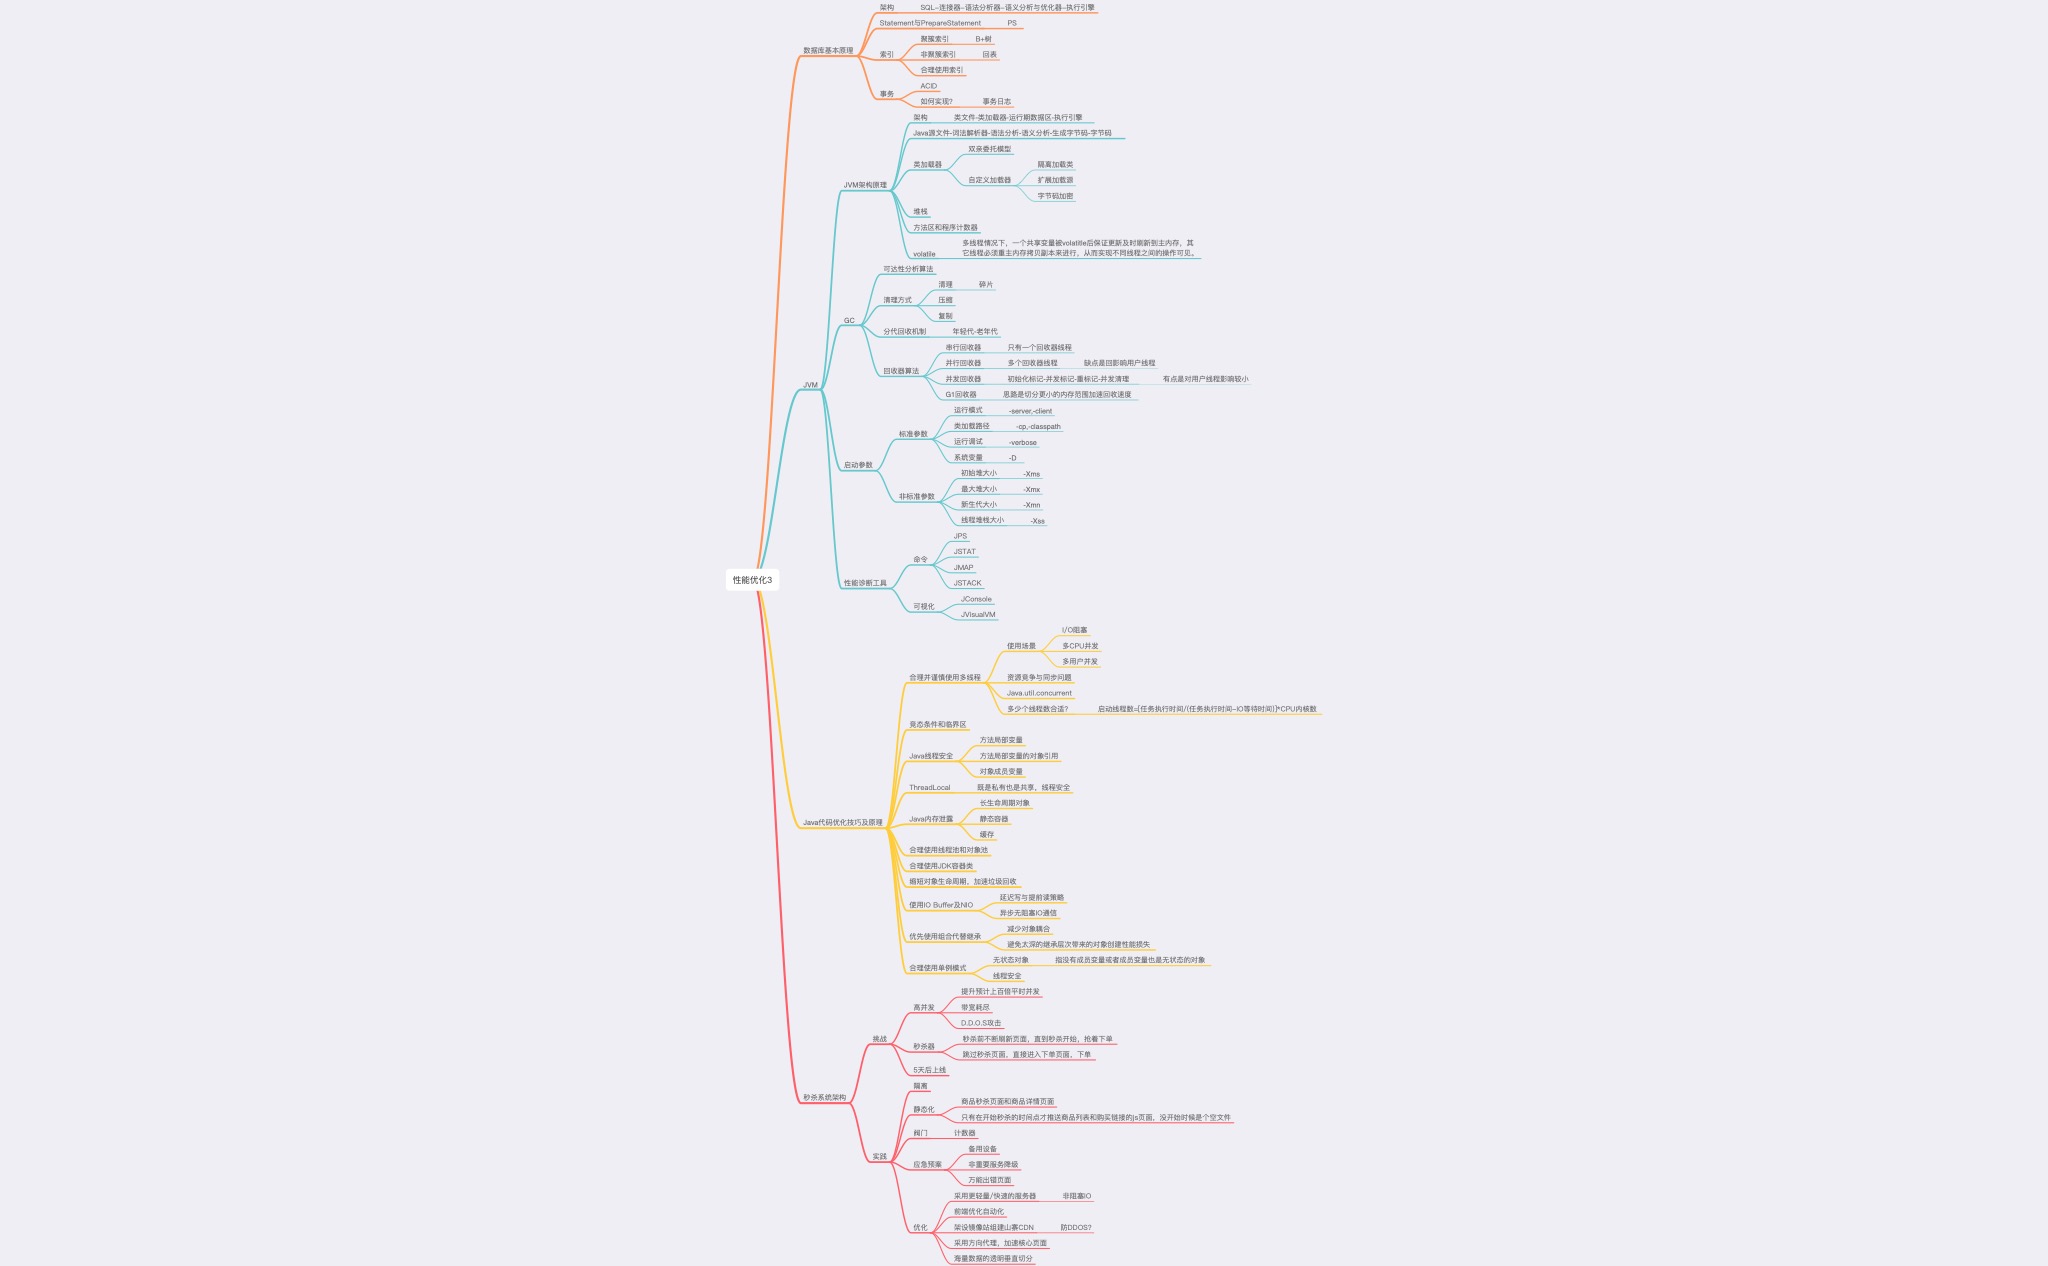 性能优化3
数据库基本原理
架构
SQL-连接器-语法分析器-语义分析与优化器-执行引擎
Statement与PrepareStatement
PS
索引
聚簇索引
B+树
非聚簇索引
回表
合理使用索引
事务
ACID
如何实现?
事务日志
JVM
JVM架构原理
架构
类文件-类加载器-运行期数据区-执行引擎
Java源文件-词法解析器-语法分析-语义分析-生成字节码-字节码
类加载器
双亲委托模型
自定义加载器
隔离加载类
扩展加载源
字节码加密
堆栈
方法区和程序计数器
volatile
多线程情况下，一个共享变量被volatitle后保证更新及时刷新到主内存，其
它线程必须重主内存拷贝副本来进行，从而实现不同线程之间的操作可见。
GC
可达性分析算法
清理方式
清理
碎片
压缩
复制
分代回收机制
年轻代-老年代
回收器算法
串行回收器
只有一个回收器线程
并行回收器
多个回收器线程
缺点是回影响用户线程
并发回收器
初始化标记-并发标记-重标记-并发清理
有点是对用户线程影响较小
G1回收器
思路是切分更小的内存范围加速回收速度
启动参数
标准参数
运行模式
-server,-client
类加载路径
-cp,-classpath
运行调试
-verbose
系统变量
-D
非标准参数
初始堆大小
-Xms
最大堆大小
-Xmx
新生代大小
-Xmn
线程堆栈大小
-Xss
性能诊断工具
命令
JPS
JSTAT
JMAP
JSTACK
可视化
JConsole
JVisualVM
Java代码优化技巧及原理
合理并谨慎使用多线程
使用场景
I/O阻塞
多CPU并发
多用户并发
资源竞争与同步问题
Java.util.concurrent
多少个线程数合适?
启动线程数=[任务执行时间/(任务执行时间-IO等待时间)]*CPU内核数
竟态条件和临界区
Java线程安全
方法局部变量
方法局部变量的对象引用
对象成员变量
ThreadLocal
既是私有也是共享，线程安全
Java内存泄露
长生命周期对象
静态容器
缓存
合理使用线程池和对象池
合理使用JDK容器类
缩短对象生命周期，加速垃圾回收
使用IO Buffer及NIO
延迟写与提前读策略
异步无阻塞IO通信
优先使用组合代替继承
减少对象耦合
避免太深的继承层次带来的对象创建性能损失
合理使用单例模式
无状态对象
指没有成员变量或者成员变量也是无状态的对象
线程安全
秒杀系统架构
挑战
高并发
提升预计上百倍平时并发
带宽耗尽
D.D.O.S攻击
秒杀器
秒杀前不断刷新页面，直到秒杀开始，抢着下单
跳过秒杀页面，直接进入下单页面，下单
5天后上线
实践
隔离
静态化
商品秒杀页面和商品详情页面
只有在开始秒杀的时间点才推送商品列表和购买链接的js页面，没开始时候是个空文件
阀门
计数器
应急预案
备用设备
非重要服务降级
万能出错页面
优化
采用更轻量/快速的服务器
非阻塞IO
前端优化自动化
架设镜像站组建山寨CDN
防DDOS?
采用方向代理，加速核心页面
海量数据的透明垂直切分